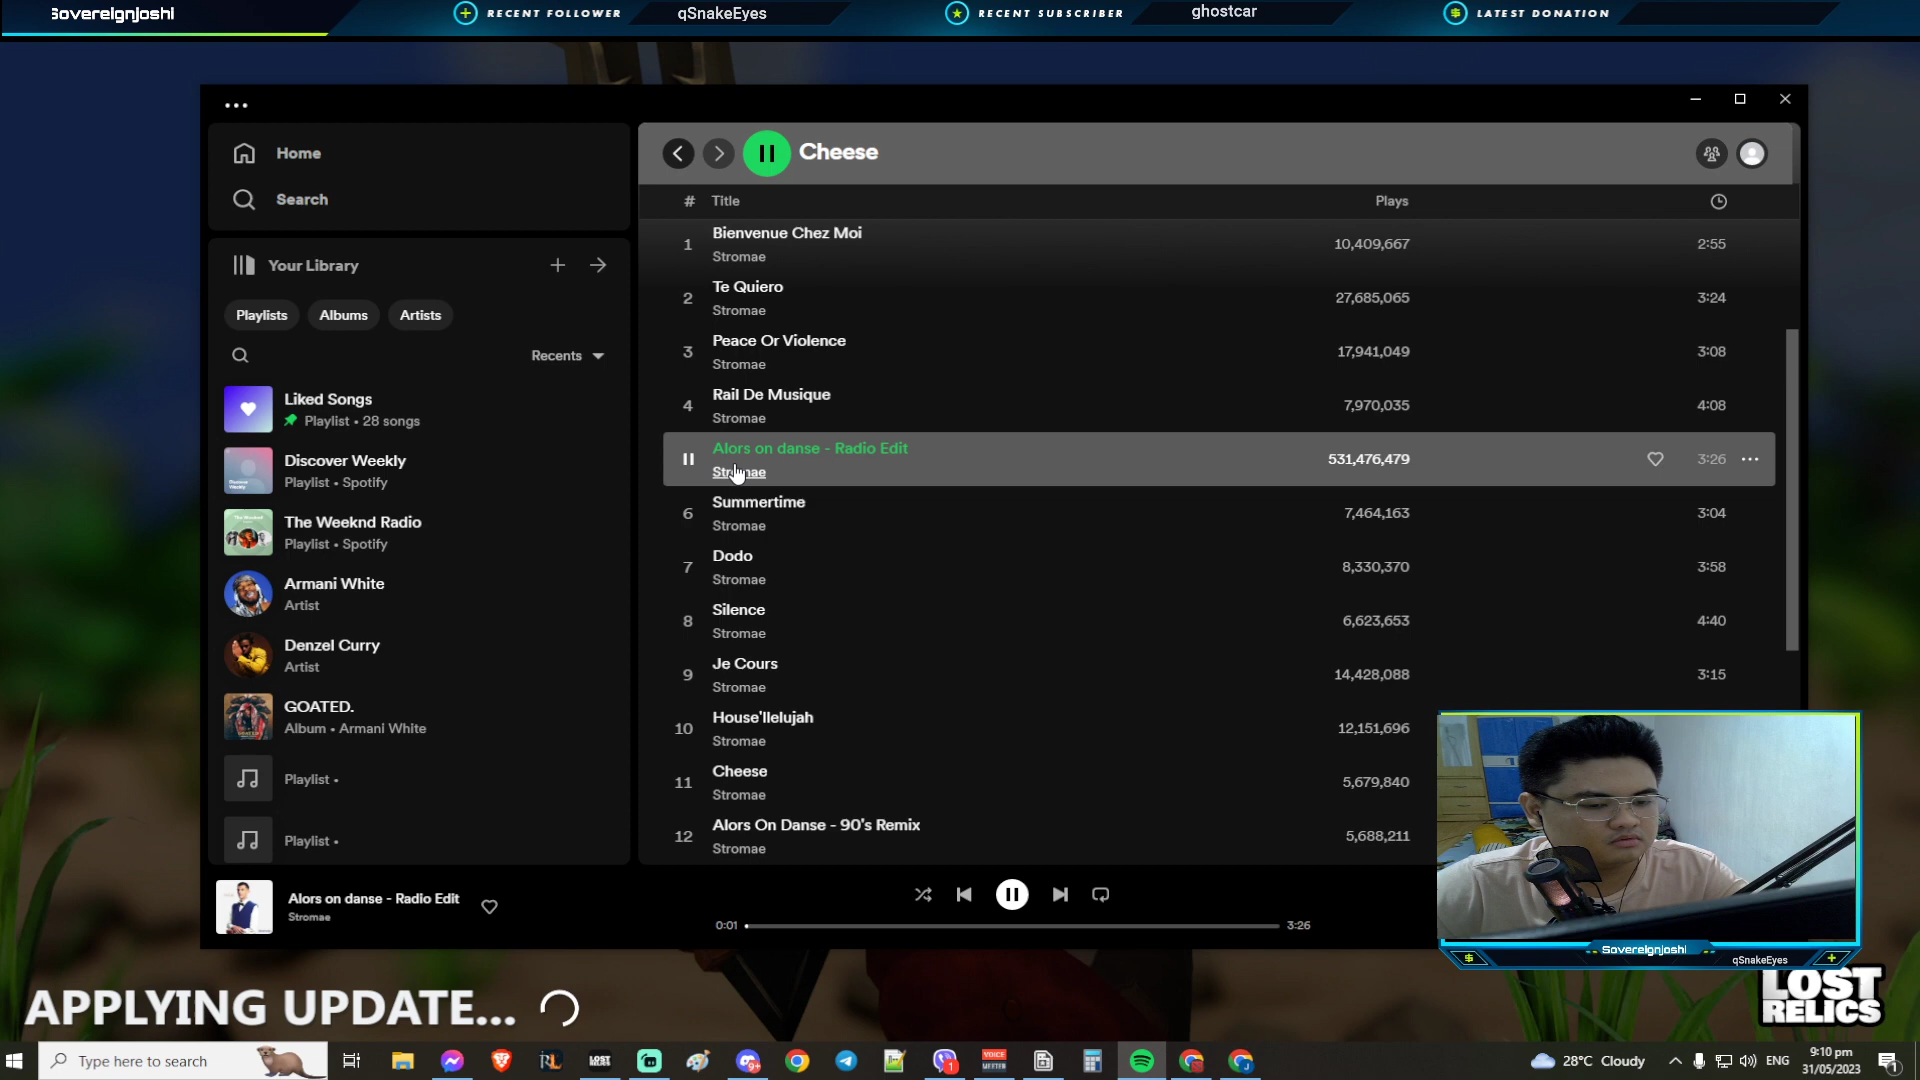 SovereignJoshi
RECENT FOLLOWER
qSnakeEyes
RECENT SUBSCRIBER
ghostcar
LATEST DONATION
Home
Search
Your Library
Playlists
Albums
Artists
Recents
Liked Songs
Playlist • 28 songs
Discover Weekly
Playlist • Spotify
The Weeknd Radio
Playlist • Spotify
Armani White
Artist
Denzel Curry
Artist
GOATED.
Album • Armani White
Playlist •
Playlist •
Cheese
# Title Plays
1 Bienvenue Chez Moi 10,409,667 2:55
Stromae
2 Te Quiero 27,685,065 3:24
Stromae
3 Peace Or Violence 17,941,049 3:08
Stromae
4 Rail De Musique 7,970,035 4:08
Stromae
Alors on danse - Radio Edit 531,476,479 3:26
Stromae
6 Summertime 7,464,163 3:04
Stromae
7 Dodo 8,330,370 3:58
Stromae
8 Silence 6,623,653 4:40
Stromae
9 Je Cours 14,428,088 3:15
Stromae
10 House'llelujah 12,151,696
Stromae
11 Cheese 5,679,840
Stromae
12 Alors On Danse - 90's Remix 5,688,211
Stromae
Alors on danse - Radio Edit
Stromae
0:01
3:26
SovereignJoshi
qSnakeEyes
APPLYING UPDATE...
LOST
RELICS
Type here to search
28°C Cloudy
ENG
9:10 pm
31/05/2023